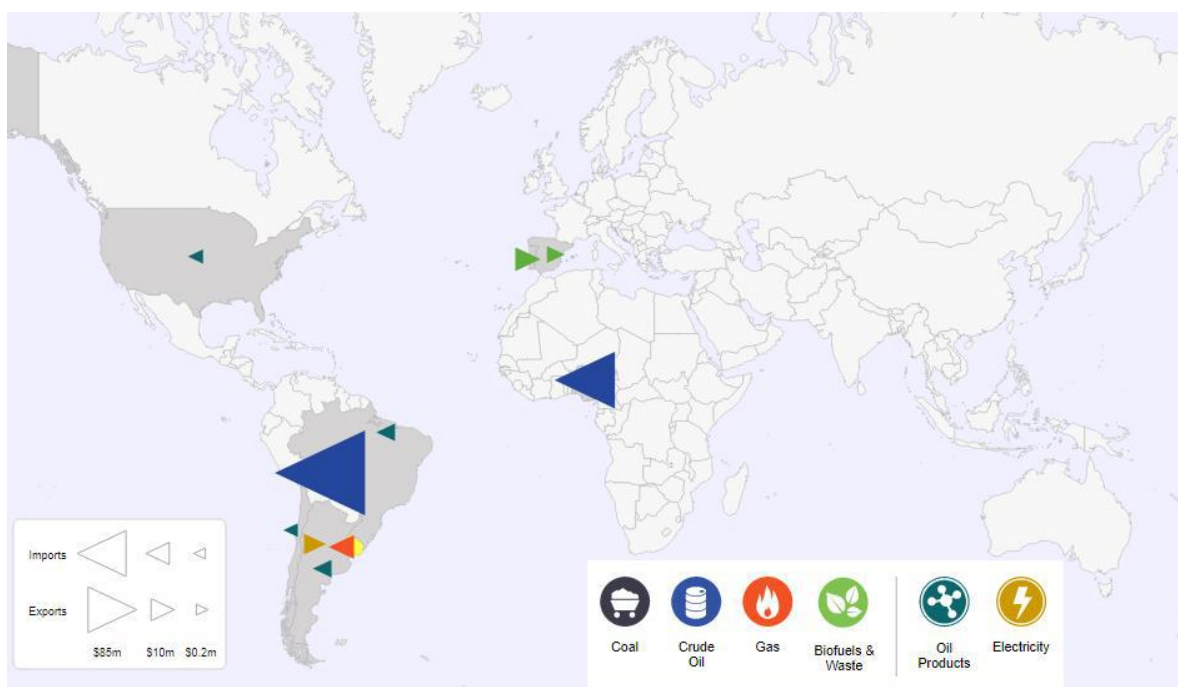 Imports
Exports
$85m $10m $0.2m
Coal
Crude
Oil
Gas
Biofuels &
Waste
Oil
Products
Electricity